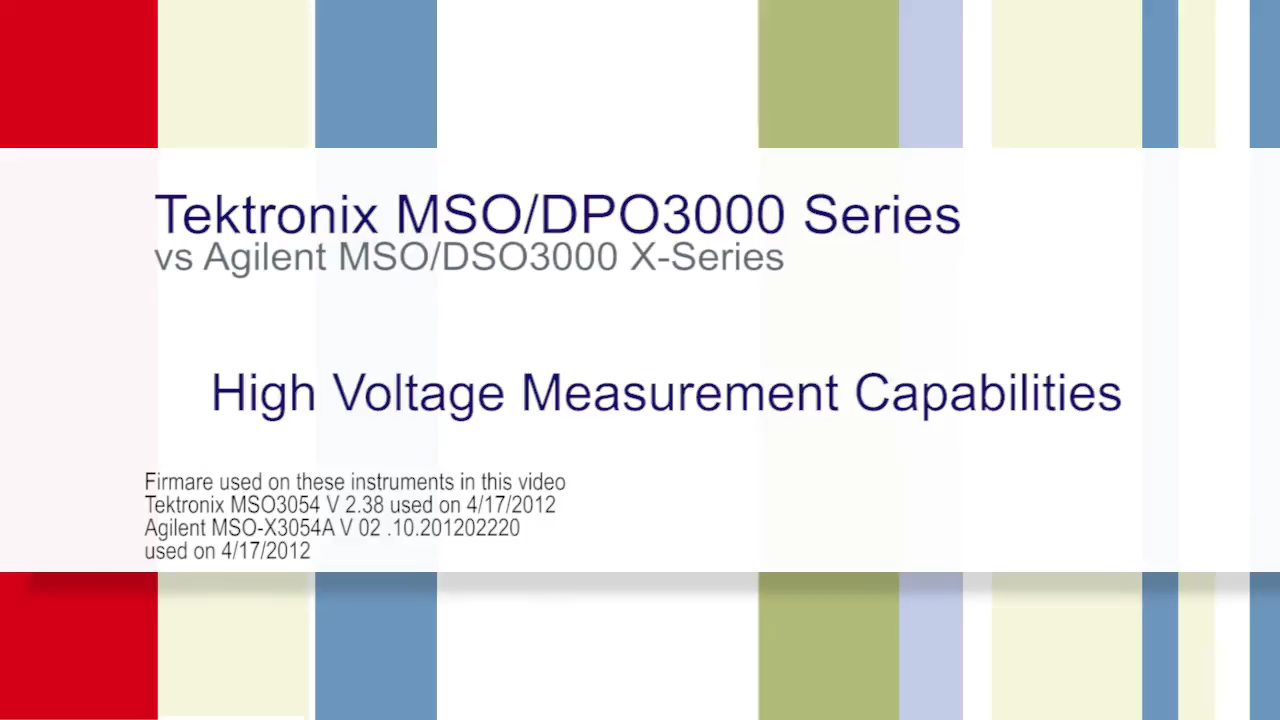 Tektronix MSO/DPO3000 Series
vs Agilent MSO/DSO3000 X-Series
High Voltage Measurement Capabilities
Firmare used on these instruments in this video
Tektronix MSO3054 V 2.38 used on 4/17/2012
Agilent MSO-X3054A V 02 .10.201202220
used on 4/17/2012